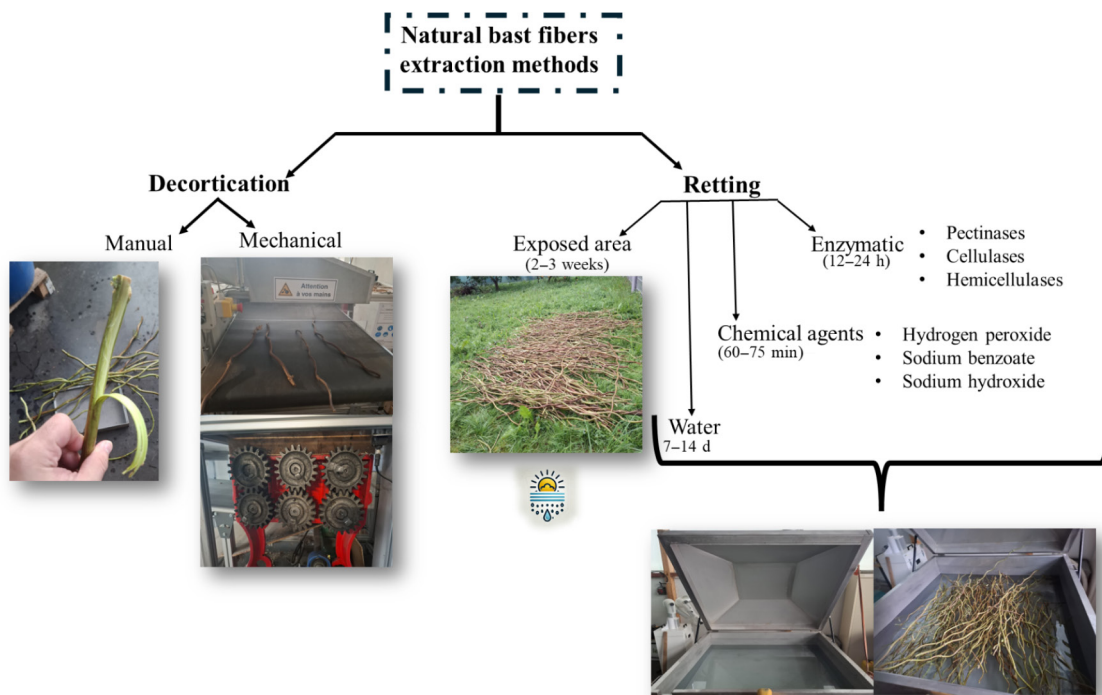 Natural bast fibers
extraction methods
Decortication
Retting
Manual
Mechanical
Exposed area
(2–3 weeks)
Enzymatic
(12–24 h)
• Pectinases
• Cellulases
• Hemicellulases
Attention
à vos mains
Chemical agents
(60–75 min)
• Hydrogen peroxide
• Sodium benzoate
• Sodium hydroxide
Water
7–14 d